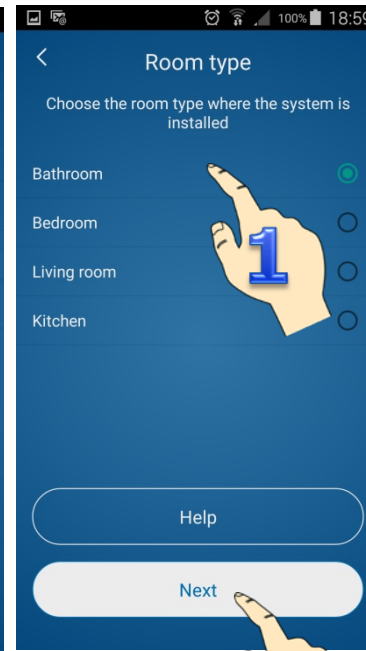 100% 18:59
Room type
Choose the room type where the system is
installed
Bathroom
Bedroom
Living room
Kitchen
1
Help
Next